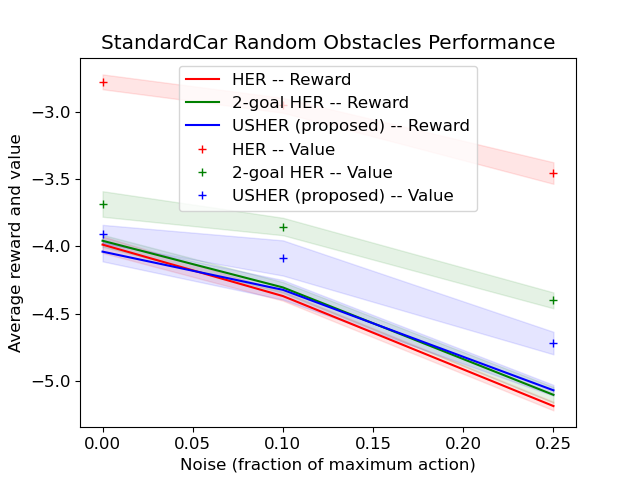 StandardCar Random Obstacles Performance
HER -- Reward
2-goal HER -- Reward
USHER (proposed) -- Reward
HER -- Value
2-goal HER -- Value
USHER (proposed) -- Value
Average reward and value
−3.0
−3.5
−4.0
−4.5
−5.0
0.00 0.05 0.10 0.15 0.20 0.25
Noise (fraction of maximum action)